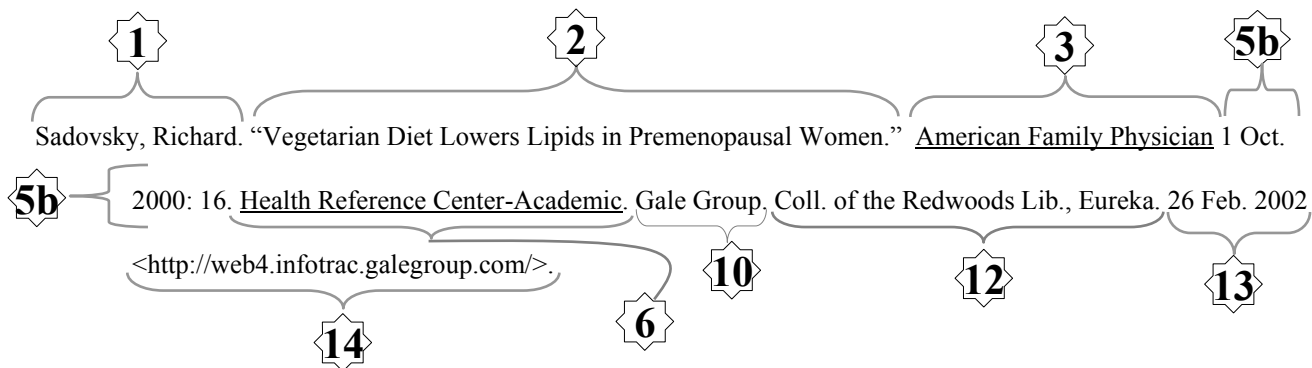 1 2 3 5b
Sadovsky, Richard. “Vegetarian Diet Lowers Lipids in Premenopausal Women.” American Family Physician 1 Oct.
5b 2000: 16. Health Reference Center-Academic. Gale Group. Coll. of the Redwoods Lib., Eureka. 26 Feb. 2002
<http://web4.infotrac.galegroup.com/>.
10 12 13
14 6